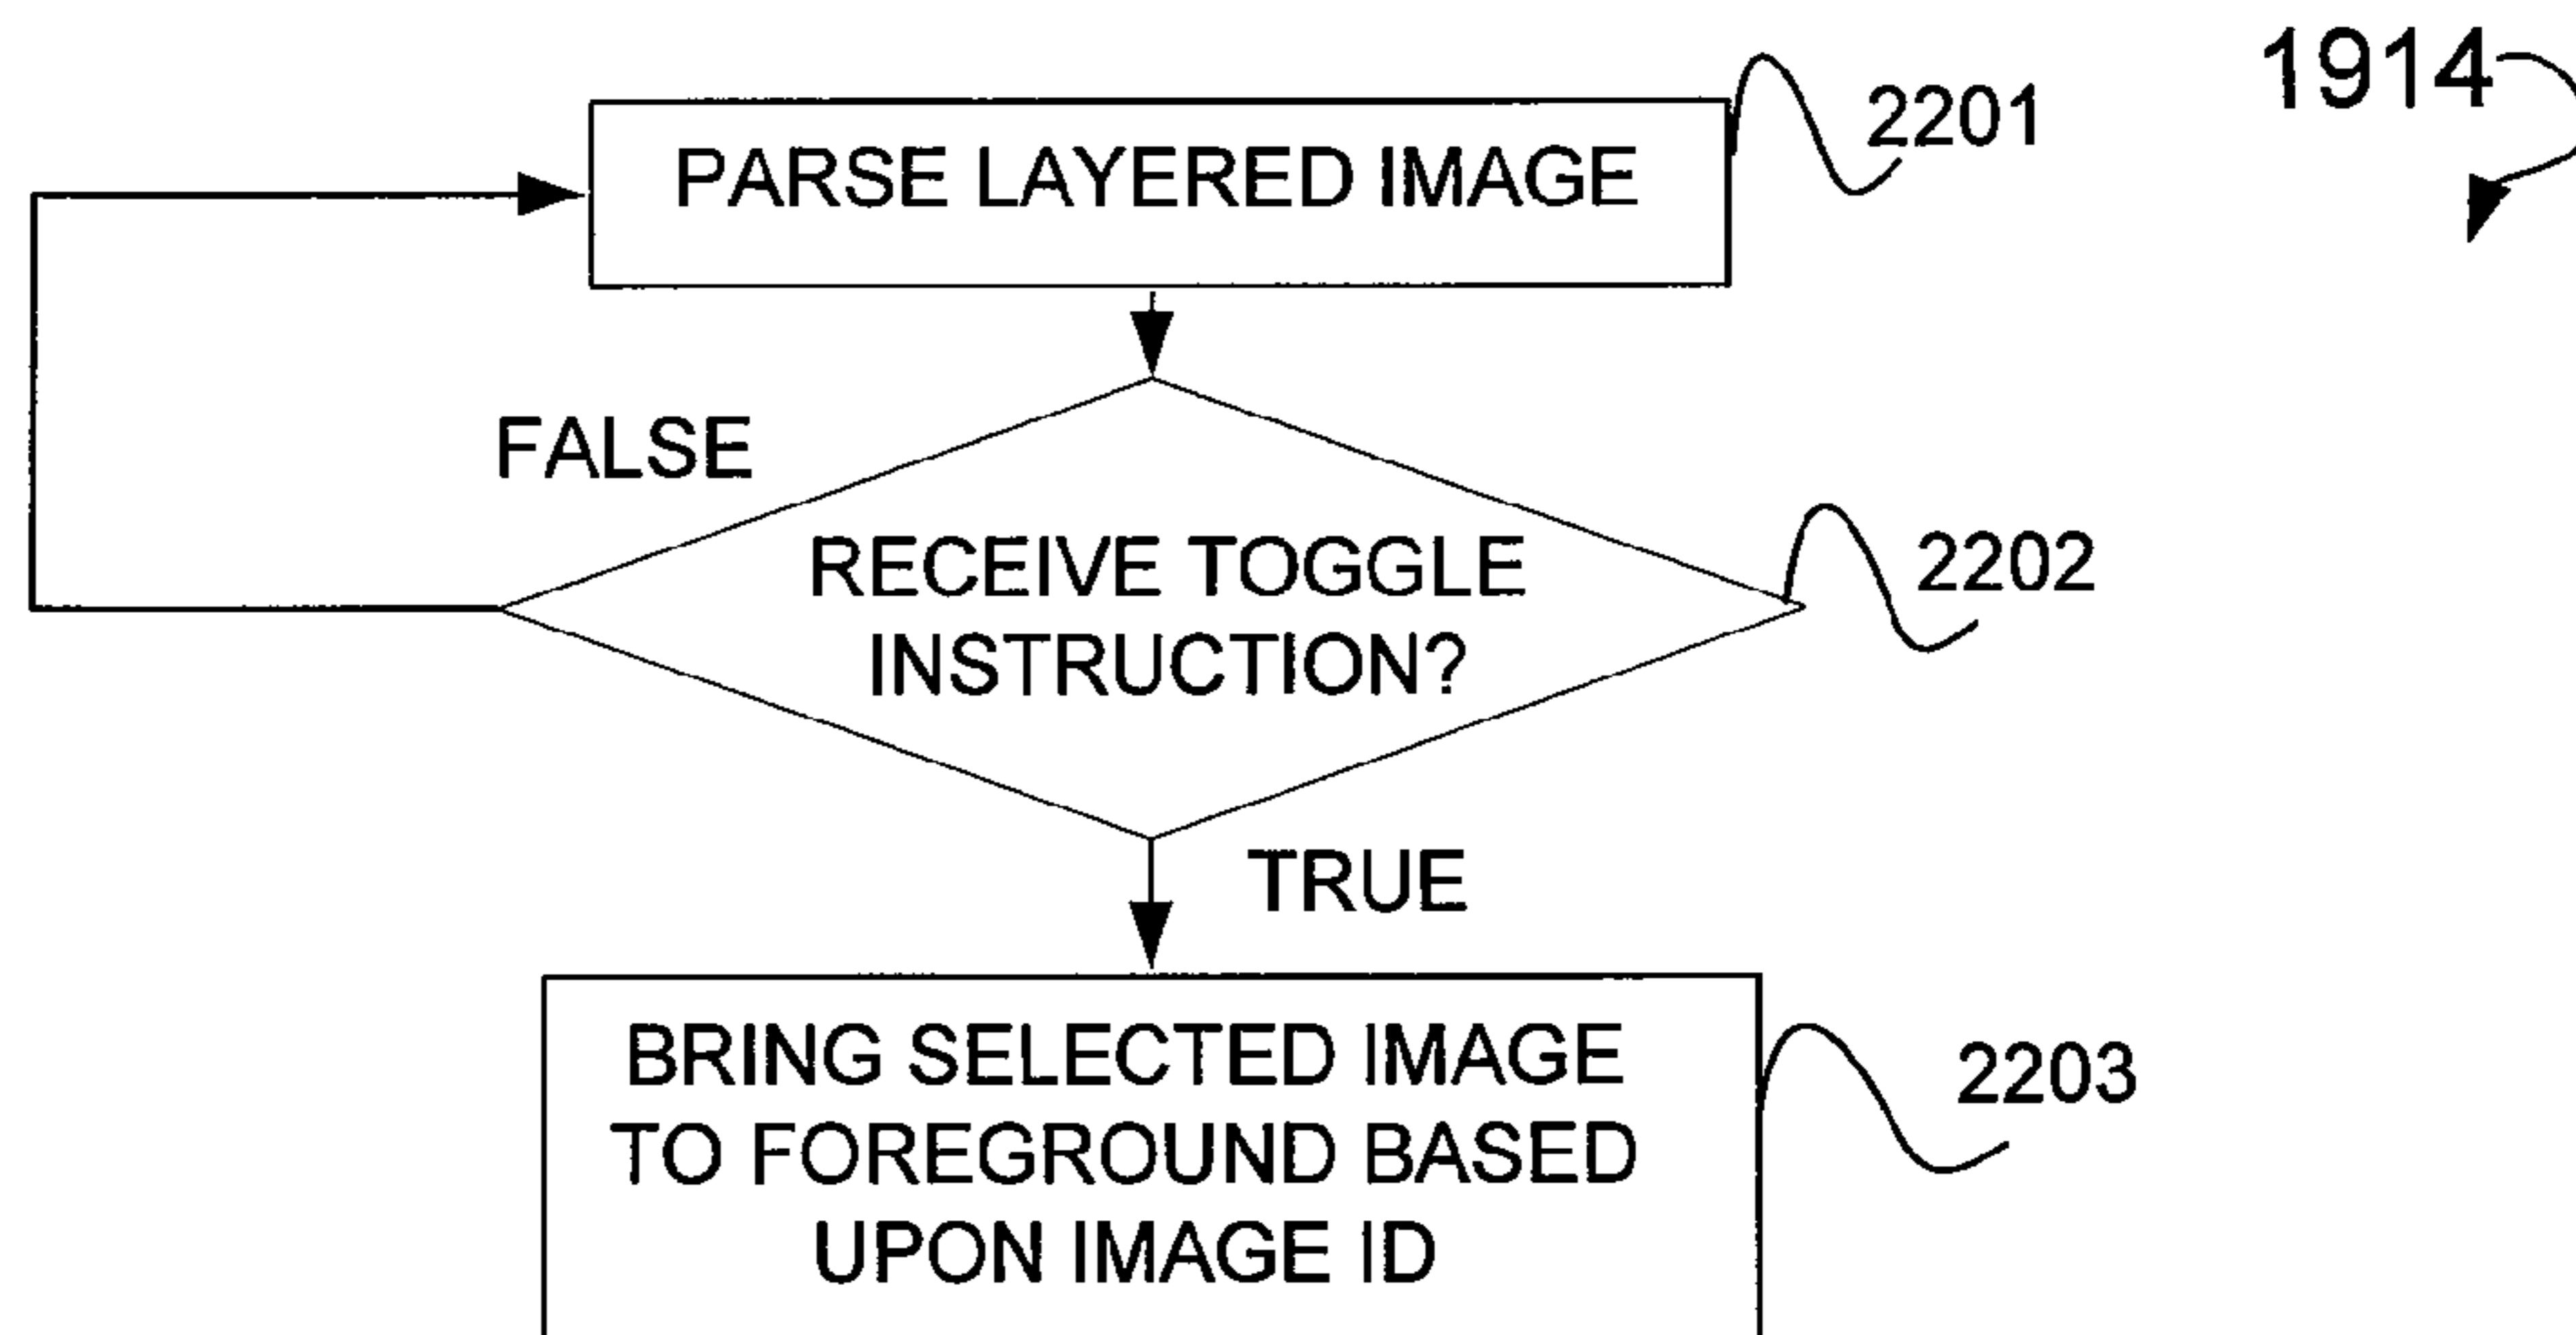 1914
PARSE LAYERED IMAGE
2201
FALSE
RECEIVE TOGGLE
INSTRUCTION?
2202
TRUE
BRING SELECTED IMAGE
TO FOREGROUND BASED
UPON IMAGE ID
2203